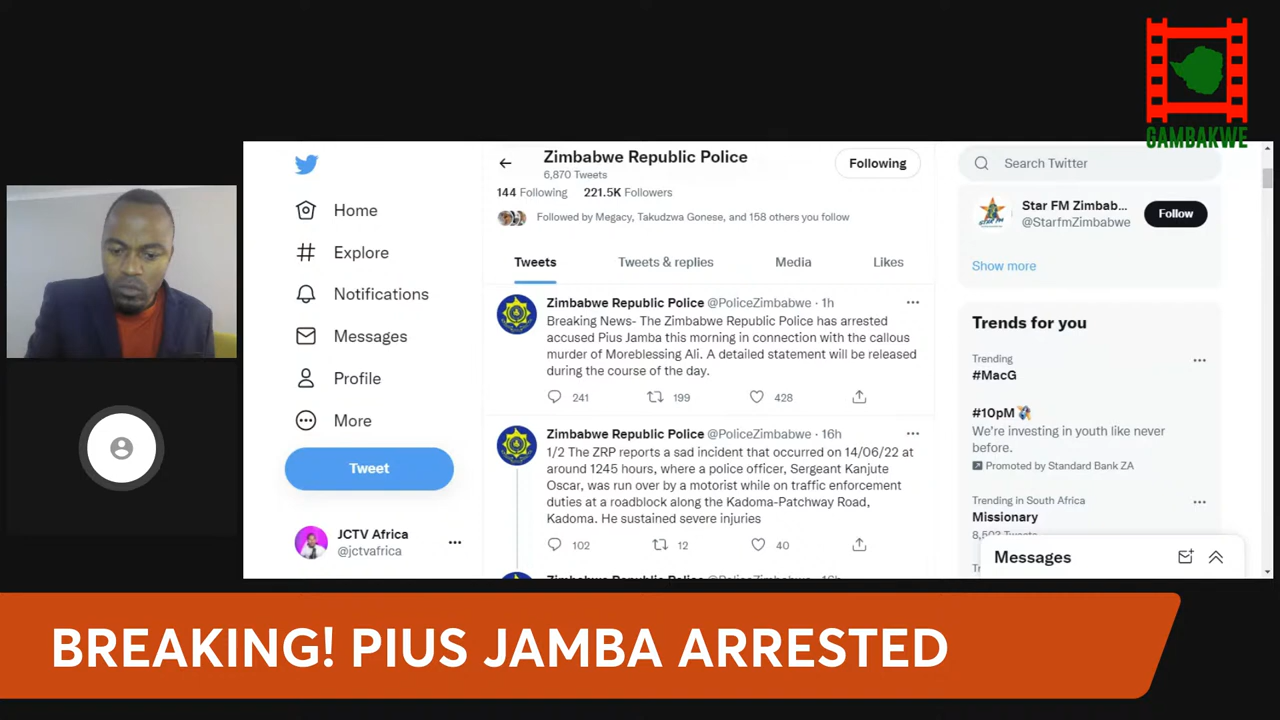 GAMBAKWE
Home
Explore
Notifications
Messages
Profile
More
Tweet
JCTV Africa
@jctvafrica
Zimbabwe Republic Police
6,870 Tweets
Following
144 Following 221.5K Followers
Followed by Megacy, Takudzwa Gonese, and 158 others you follow
Tweets Tweets & replies Media Likes
Zimbabwe Republic Police @PoliceZimbabwe · 1h
Breaking News- The Zimbabwe Republic Police has arrested
accused Pius Jamba this morning in connection with the callous
murder of Moreblessing Ali. A detailed statement will be released
during the course of the day.
241 199 428
Zimbabwe Republic Police @PoliceZimbabwe · 16h
1/2 The ZRP reports a sad incident that occurred on 14/06/22 at
around 1245 hours, where a police officer, Sergeant Kanjute
Oscar, was run over by a motorist while on traffic enforcement
duties at a roadblock along the Kadoma-Patchway Road,
Kadoma. He sustained severe injuries
102 12 40
Zimbabwe Republic Police @PoliceZimbabwe · 16h
Search Twitter
Star FM Zimbab...
@StarfmZimbabwe
Follow
Show more
Trends for you
Trending
#MacG
#10pM
We're investing in youth like never
before.
Promoted by Standard Bank ZA
Trending in South Africa
Missionary
Messages
BREAKING! PIUS JAMBA ARRESTED